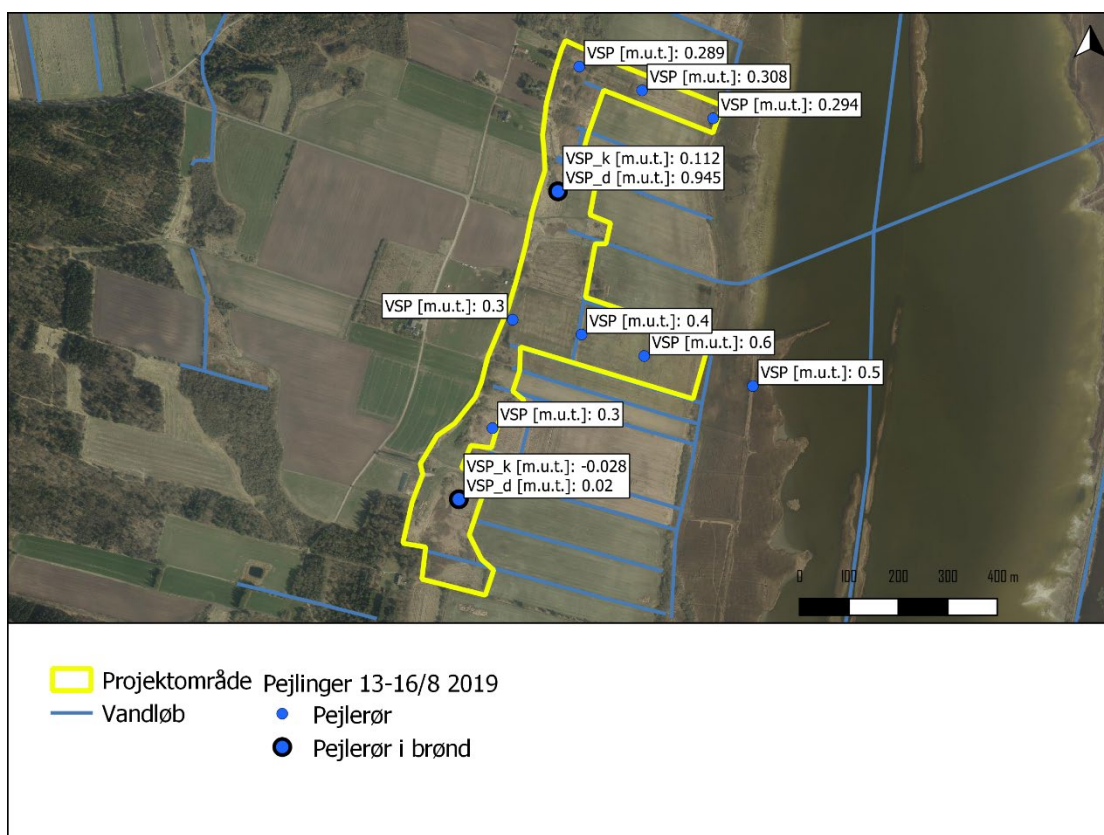 VSP [m.u.t.]: 0.289
VSP [m.u.t.]: 0.308
VSP [m.u.t.]: 0.294
VSP_k [m.u.t.]: 0.112
VSP_d [m.u.t.]: 0.945
VSP [m.u.t.]: 0.3
VSP [m.u.t.]: 0.4
VSP [m.u.t.]: 0.6
VSP [m.u.t.]: 0.5
VSP [m.u.t.]: 0.3
VSP_k [m.u.t.]: -0.028
VSP_d [m.u.t.]: 0.02
0 100 200 300 400 m
Projektområde
Vandløb
Pejlinger 13-16/8 2019
Pejlerør
Pejlerør i brønd